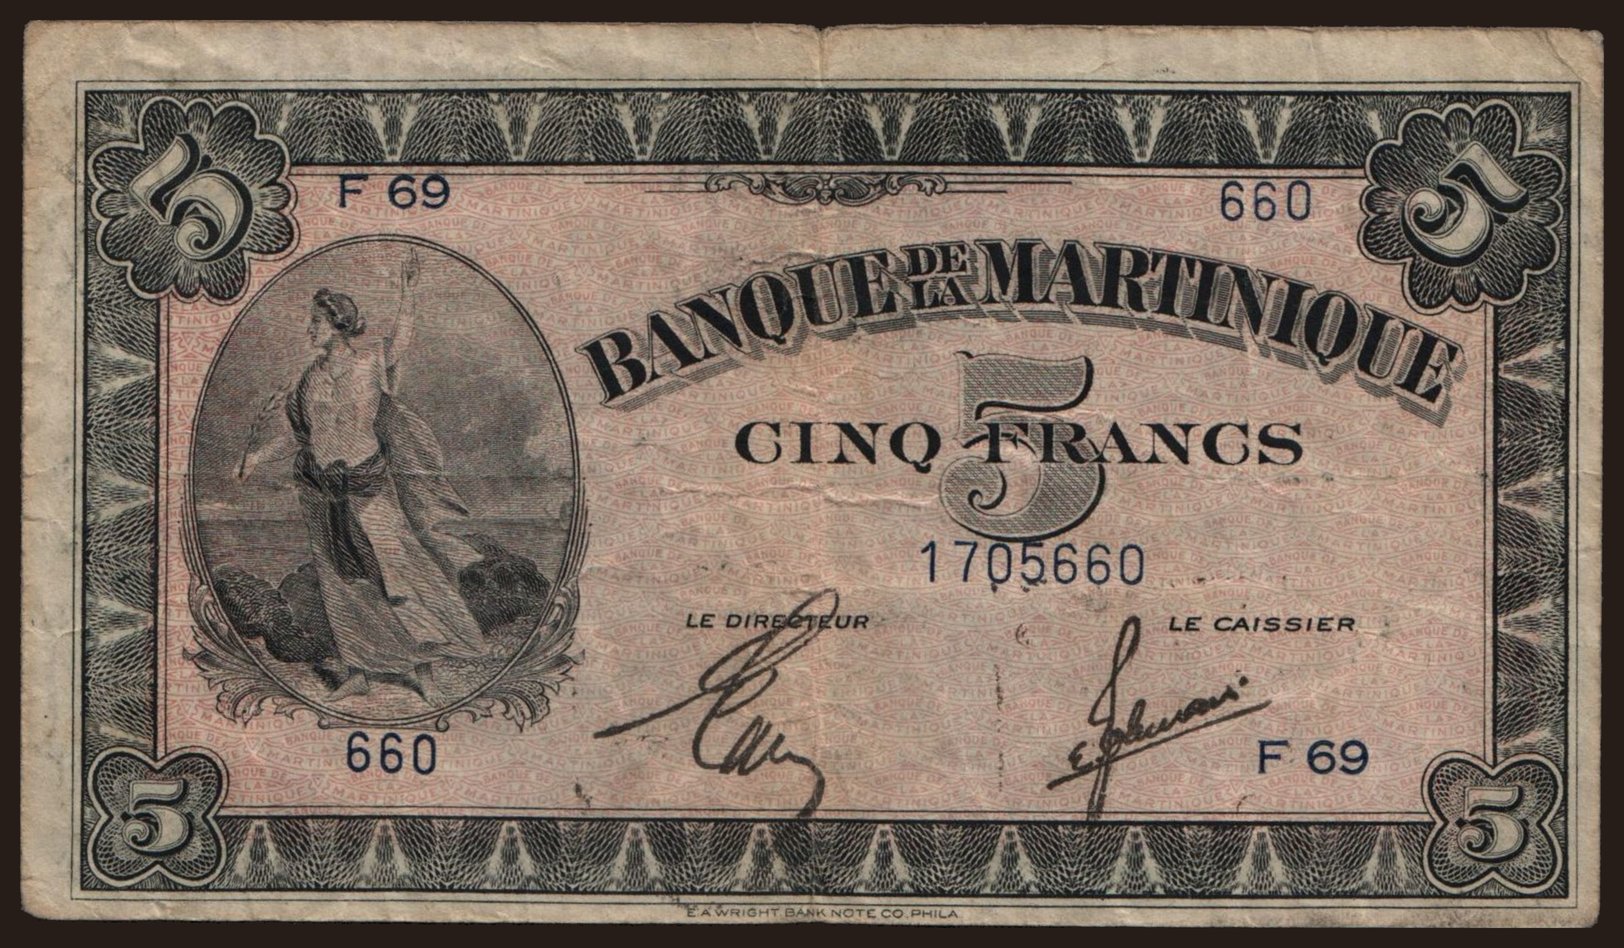 5
5
F 69
660
BANQUE DE LA MARTINIQUE
5
CINQ FRANCS
1705660
LE DIRECTEUR
LE CAISSIER
660
F 69
5
5
E.A.WRIGHT BANK NOTE CO. PHILA.